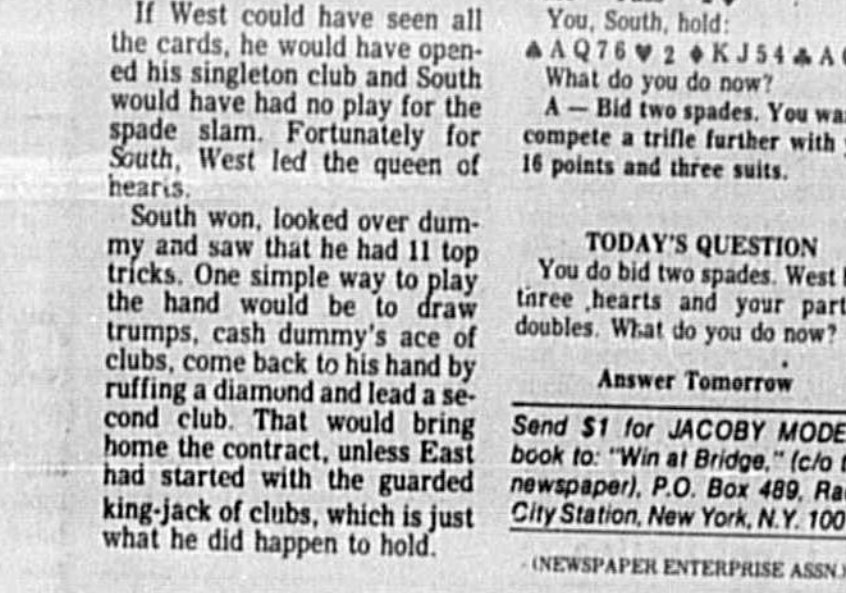 If West could have seen all
the cards, he would have open-
ed his singleton club and South
would have had no play for the
spade slam. Fortunately for
South, West led the queen of
hearts.
South won, looked over dum-
my and saw that he had 11 top
tricks. One simple way to play
the hand would be to draw
trumps, cash dummy's ace of
clubs, come back to his hand by
ruffing a diamond and lead a se-
cond club. That would bring
home the contract, unless East
had started with the guarded
king-jack of clubs, which is just
what he did happen to hold.
You, South, hold:
♠ A Q 7 6 ♥ 2 ♦ K J 5 4 ♣ A
What do you do now?
A — Bid two spades. You
compete a trifle further with
16 points and three suits.
TODAY'S QUESTION
You do bid two spades. West
three hearts and your
doubles. What do you do now?
Answer Tomorrow
Send $1 for JACOBY
book to: "Win at Bridge," (c/o
newspaper), P.O. Box 489,
City Station, New York, N.Y.
(NEWSPAPER ENTERPRISE ASSN.)